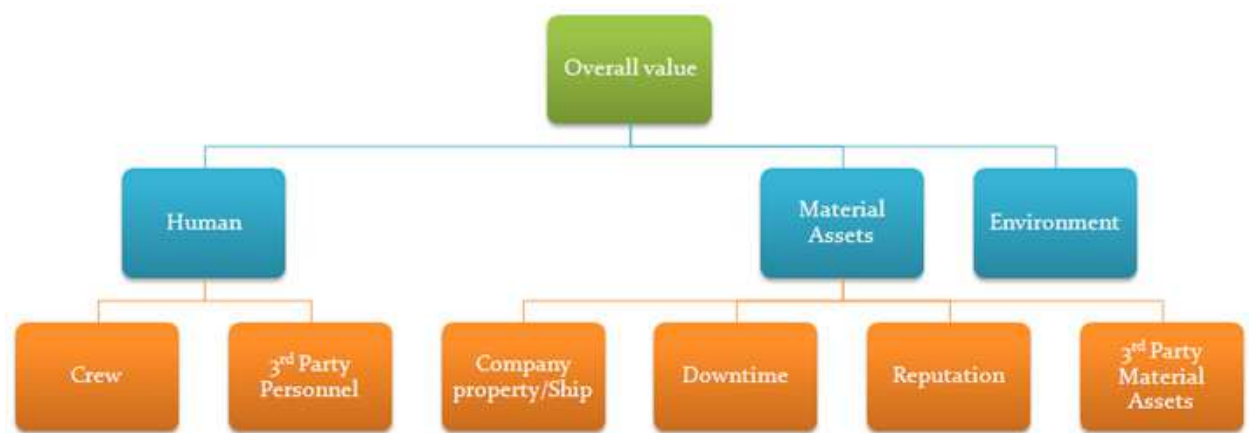 Overall value
Human
Material
Assets
Environment
Crew
3rd Party
Personnel
Company
property/Ship
Downtime
Reputation
3rd Party
Material
Assets